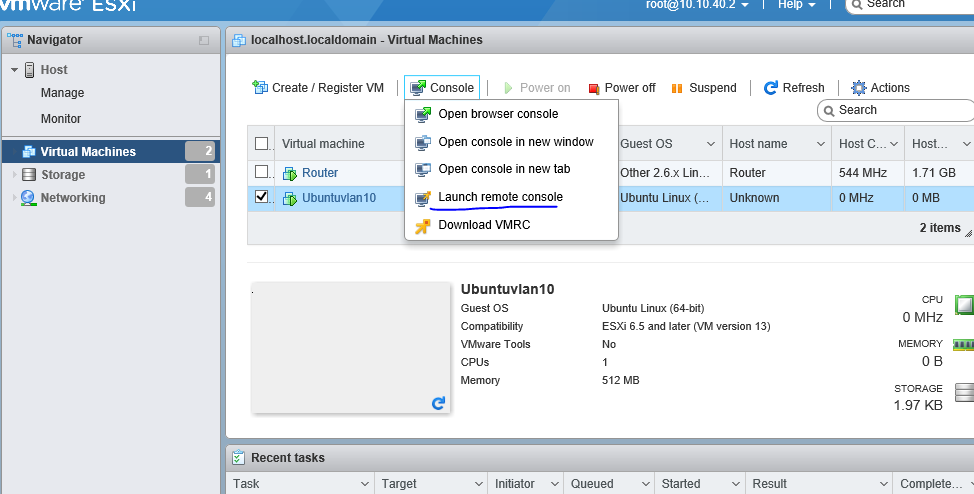 vmware ESXi root@10.10.40.2 Help Search
Navigator
localhost.localdomain - Virtual Machines
Host
Manage
Monitor
Virtual Machines 2
Storage 1
Networking 4
Create / Register VM Console Power on Power off Suspend Refresh Actions
Search
Open browser console
Open console in new window
Open console in new tab
Launch remote console
Download VMRC
Virtual machine Guest OS Host name Host C... Host...
Router Other 2.6.x Lin... Router 544 MHz 1.71 GB
Ubuntuvlan10 Ubuntu Linux (... Unknown 0 MHz 0 MB
2 items
Ubuntuvlan10
Guest OS Ubuntu Linux (64-bit)
Compatibility ESXi 6.5 and later (VM version 13)
VMware Tools No
CPUs 1
Memory 512 MB
CPU
0 MHz
MEMORY
0 B
STORAGE
1.97 KB
Recent tasks
Task Target Initiator Queued Started Result Complete...